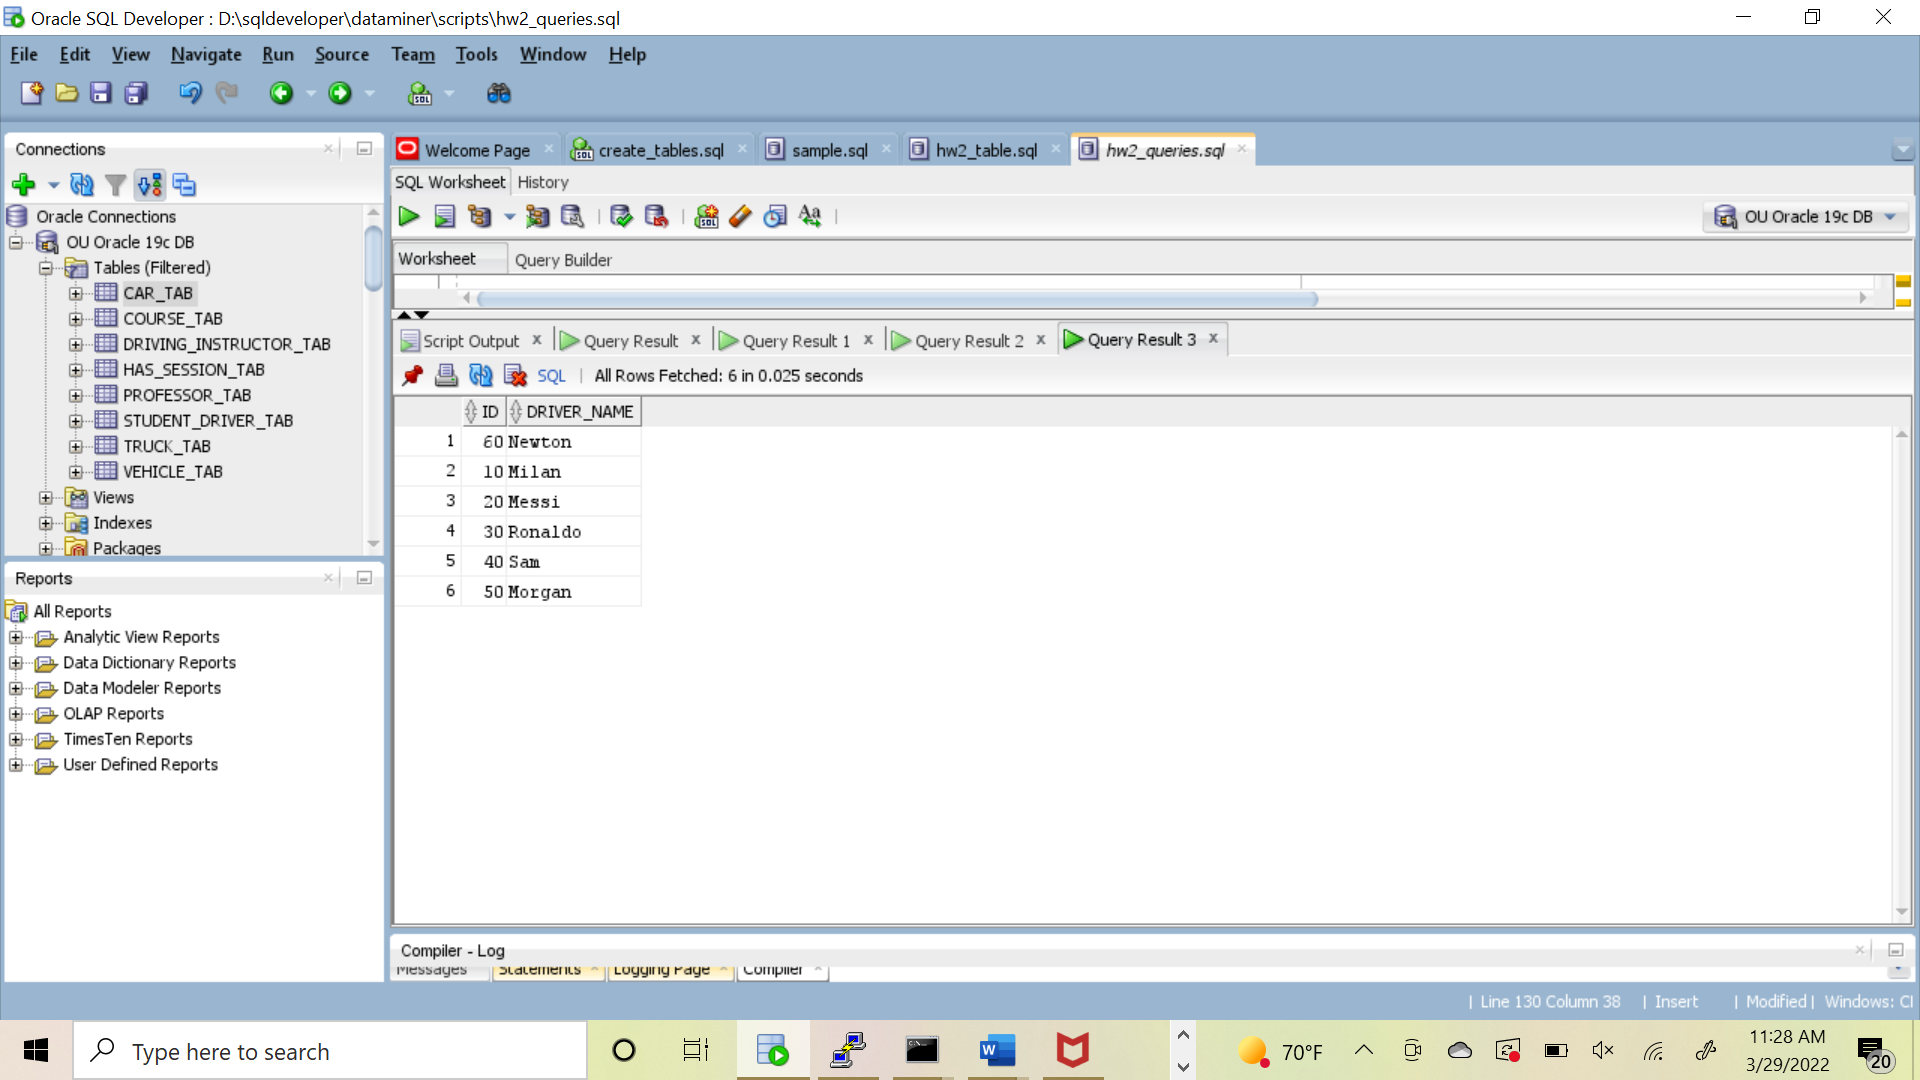 Oracle SQL Developer : D:\sqldeveloper\dataminer\scripts\hw2_queries.sql
File Edit View Navigate Run Source Team Tools Window Help
Connections
Oracle Connections
OU Oracle 19c DB
Tables (Filtered)
CAR_TAB
COURSE_TAB
DRIVING_INSTRUCTOR_TAB
HAS_SESSION_TAB
PROFESSOR_TAB
STUDENT_DRIVER_TAB
TRUCK_TAB
VEHICLE_TAB
Views
Indexes
Packages
Reports
All Reports
Analytic View Reports
Data Dictionary Reports
Data Modeler Reports
OLAP Reports
TimesTen Reports
User Defined Reports
Welcome Page create_tables.sql sample.sql hw2_table.sql hw2_queries.sql
SQL Worksheet History
OU Oracle 19c DB
Worksheet Query Builder
Script Output Query Result Query Result 1 Query Result 2 Query Result 3
SQL All Rows Fetched: 6 in 0.025 seconds
ID DRIVER_NAME
1 60 Newton
2 10 Milan
3 20 Messi
4 30 Ronaldo
5 40 Sam
6 50 Morgan
Compiler - Log
Messages Statements Logging Page Compiler
Line 130 Column 38 | Insert | Modified | Windows: Cl
Type here to search
70°F
11:28 AM
3/29/2022
20